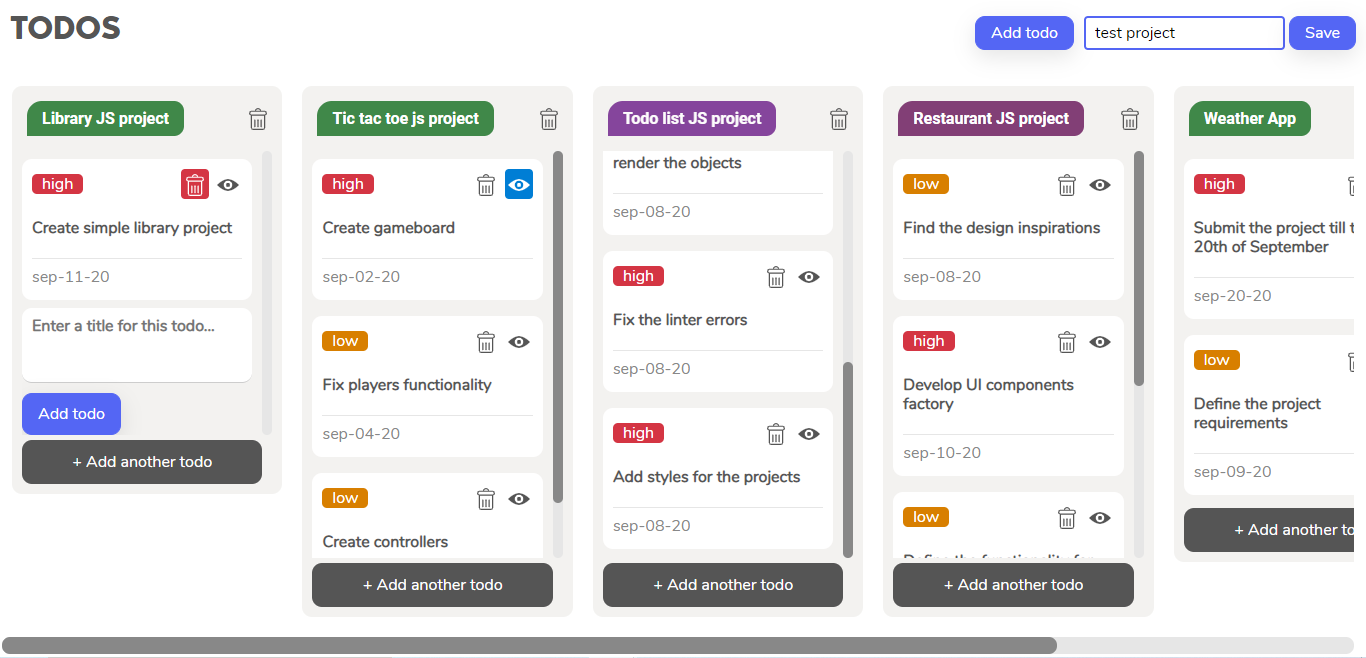 TODOS
Add todo
test project
Save
Library JS project
high
Create simple library project
sep-11-20
Enter a title for this todo...
Add todo
+ Add another todo
Tic tac toe js project
high
Create gameboard
sep-02-20
low
Fix players functionality
sep-04-20
low
Create controllers
+ Add another todo
Todo list JS project
render the objects
sep-08-20
high
Fix the linter errors
sep-08-20
high
Add styles for the projects
sep-08-20
+ Add another todo
Restaurant JS project
low
Find the design inspirations
sep-08-20
high
Develop UI components
factory
sep-10-20
low
+ Add another todo
Weather App
high
Submit the project till
20th of September
sep-20-20
low
Define the project
requirements
sep-09-20
+ Add another